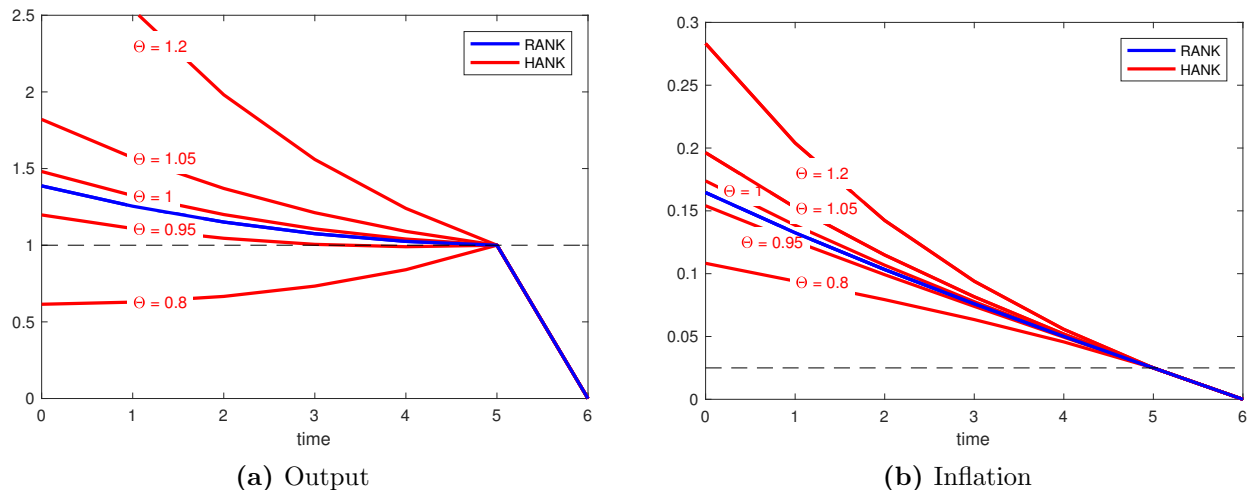 2.5
2
1.5
1
0.5
0
0 1 2 3 4 5 6
time
Θ = 1.2
Θ = 1.05
Θ = 1
Θ = 0.95
Θ = 0.8
RANK
HANK
(a) Output
0.3
0.25
0.2
0.15
0.1
0.05
0
0 1 2 3 4 5 6
time
Θ = 1.2
Θ = 1.05
Θ = 1
Θ = 0.95
Θ = 0.8
RANK
HANK
(b) Inflation